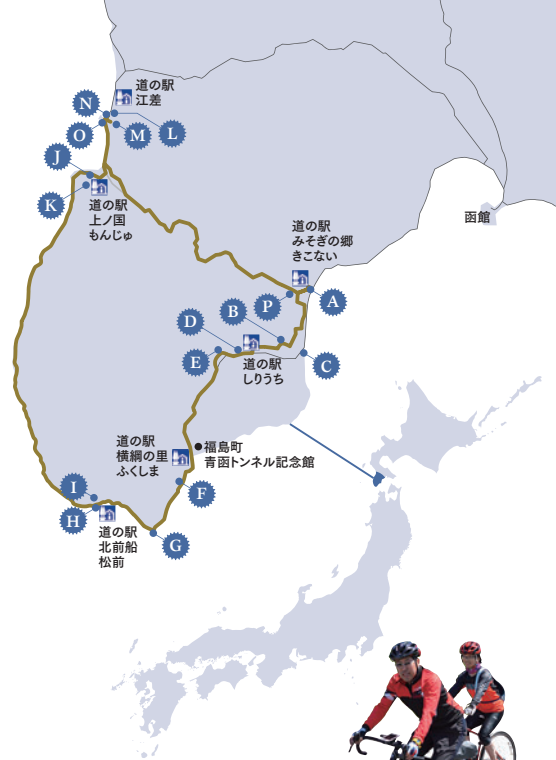 道の駅
江差
N
O
M
L
J
K
道の駅
上ノ国
もんじゅ
函館
道の駅
みそぎの郷
きこない
P
A
B
D
E
C
道の駅
しりうち
道の駅
横綱の里
ふくしま
福島町
青函トンネル記念館
F
I
H
G
道の駅
北前船
松前